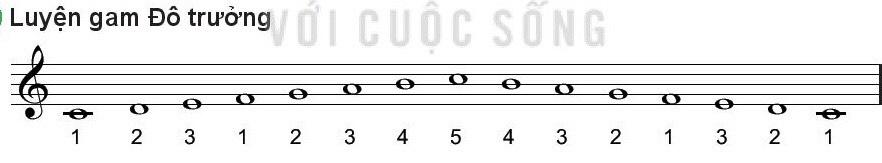 Luyện gam Đô trưởng
VỚI CUỘC SỐNG
1 2 3 1 2 3 4 5 4 3 2 1 3 2 1